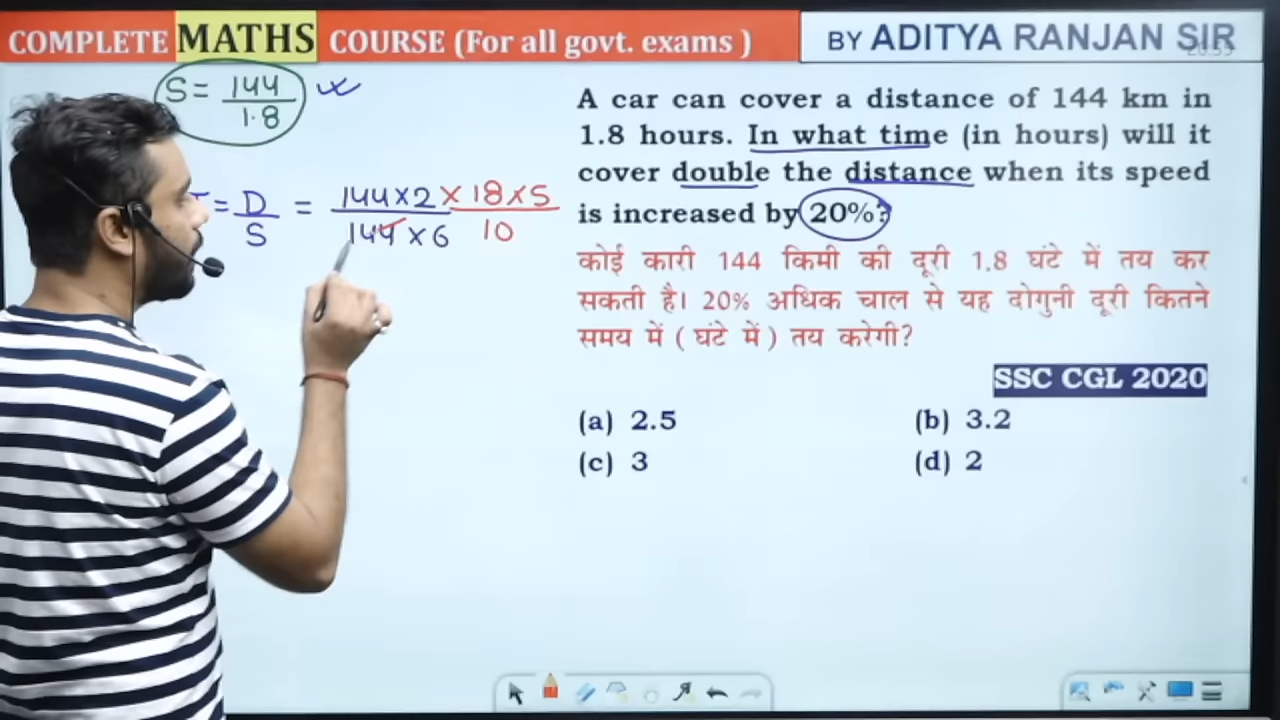 COMPLETE MATHS COURSE (For all govt. exams )
BY ADITYA RANJAN SIR
S = 144 / 1.8
= D / S = 144 × 2 × 18 × 5 / 144 × 6 10
A car can cover a distance of 144 km in
1.8 hours. In what time (in hours) will it
cover double the distance when its speed
is increased by 20%?
कोई कारी 144 किमी की दूरी 1.8 घंटे में तय कर
सकती है। 20% अधिक चाल से यह दोगुनी दूरी कितने
समय में ( घंटे में ) तय करेगी?
SSC CGL 2020
(a) 2.5
(b) 3.2
(c) 3
(d) 2